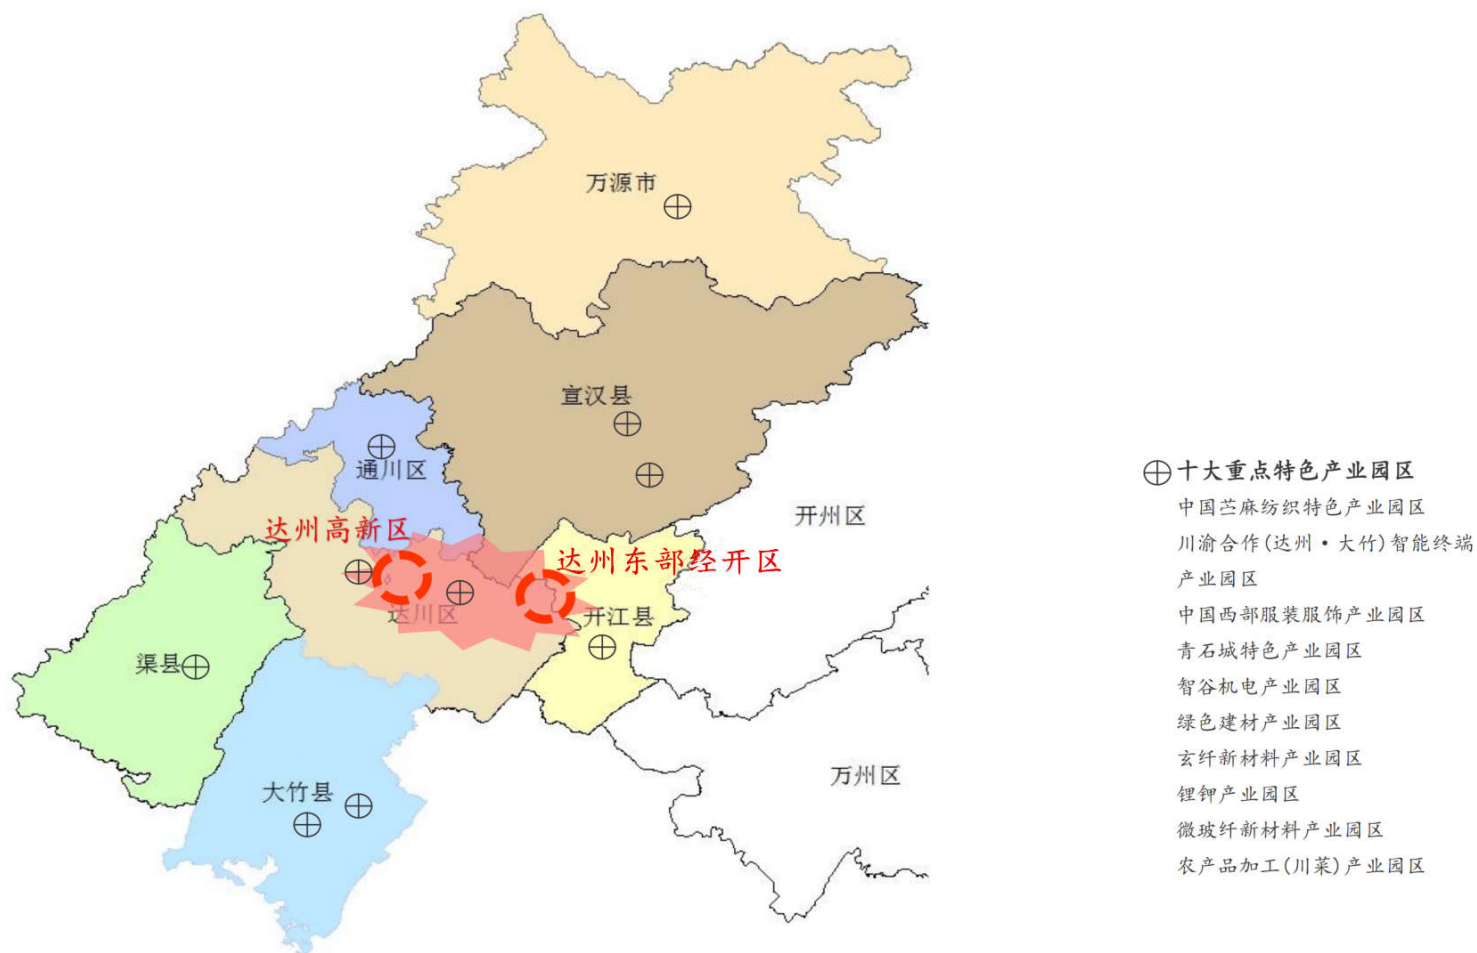 万源市
宣汉县
通川区
开州区
达州高新区
达州东部经开区
达川区
开江县
渠县
大竹县
万州区
十大重点特色产业园区
中国苎麻纺织特色产业园区
川渝合作(达州·大竹)智能终端
产业园区
中国西部服装服饰产业园区
青石城特色产业园区
智谷机电产业园区
绿色建材产业园区
玄纤新材料产业园区
锂钾产业园区
微玻纤新材料产业园区
农产品加工(川菜)产业园区